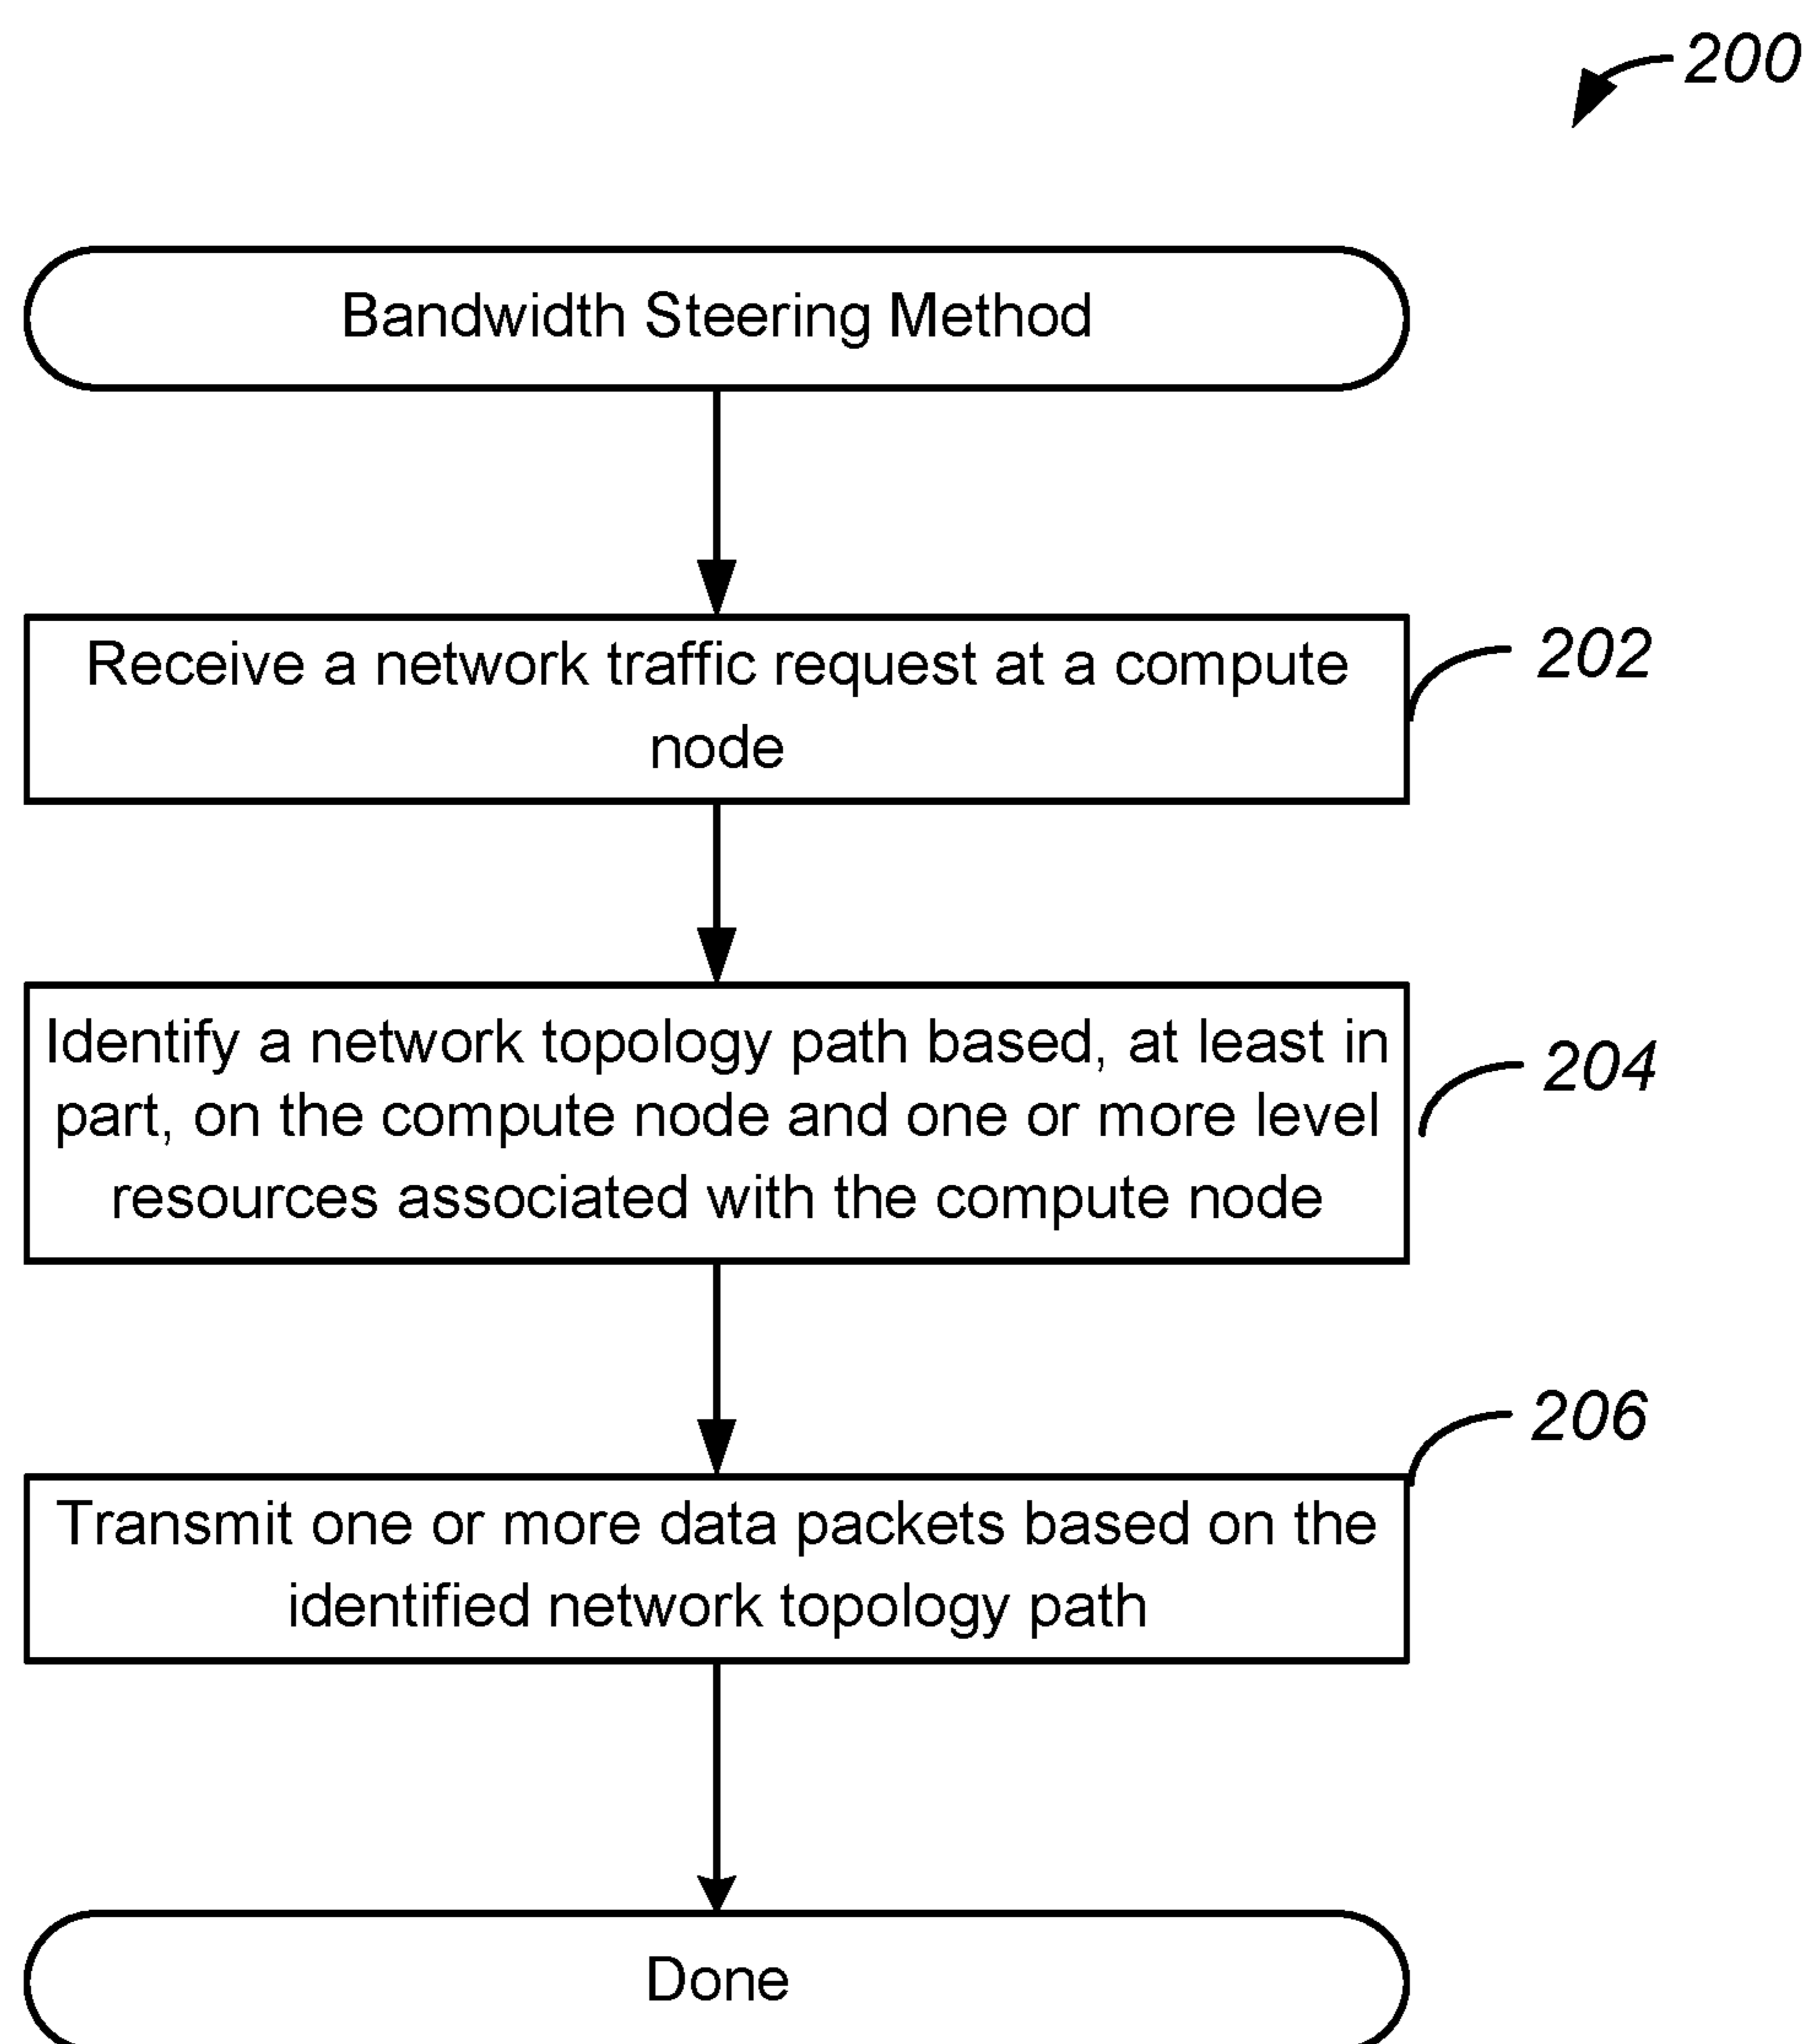 200
Bandwidth Steering Method
Receive a network traffic request at a compute
node
202
Identify a network topology path based, at least in
part, on the compute node and one or more level
resources associated with the compute node
204
206
Transmit one or more data packets based on the
identified network topology path
Done